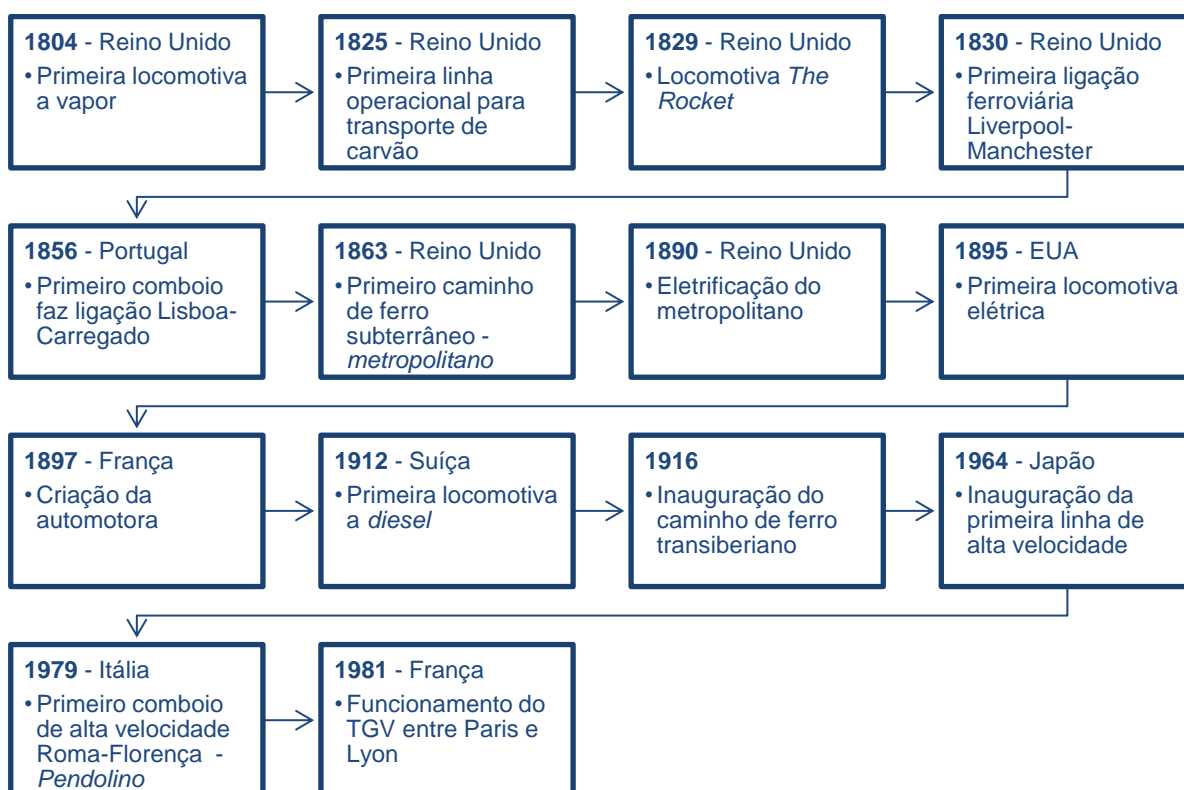 1804 - Reino Unido
• Primeira locomotiva
a vapor
1825 - Reino Unido
• Primeira linha
operacional para
transporte de
carvão
1829 - Reino Unido
• Locomotiva The
Rocket
1830 - Reino Unido
• Primeira ligação
ferroviária
Liverpool-
Manchester
1856 - Portugal
• Primeiro comboio
faz ligação Lisboa-
Carregado
1863 - Reino Unido
• Primeiro caminho
de ferro
subterrâneo -
metropolitano
1890 - Reino Unido
• Eletrificação do
metropolitano
1895 - EUA
• Primeira locomotiva
elétrica
1897 - França
• Criação da
automotora
1912 - Suíça
• Primeira locomotiva
a diesel
1916
• Inauguração do
caminho de ferro
transiberiano
1964 - Japão
• Inauguração da
primeira linha de
alta velocidade
1979 - Itália
• Primeiro comboio
de alta velocidade
Roma-Florença -
Pendolino
1981 - França
• Funcionamento do
TGV entre Paris e
Lyon